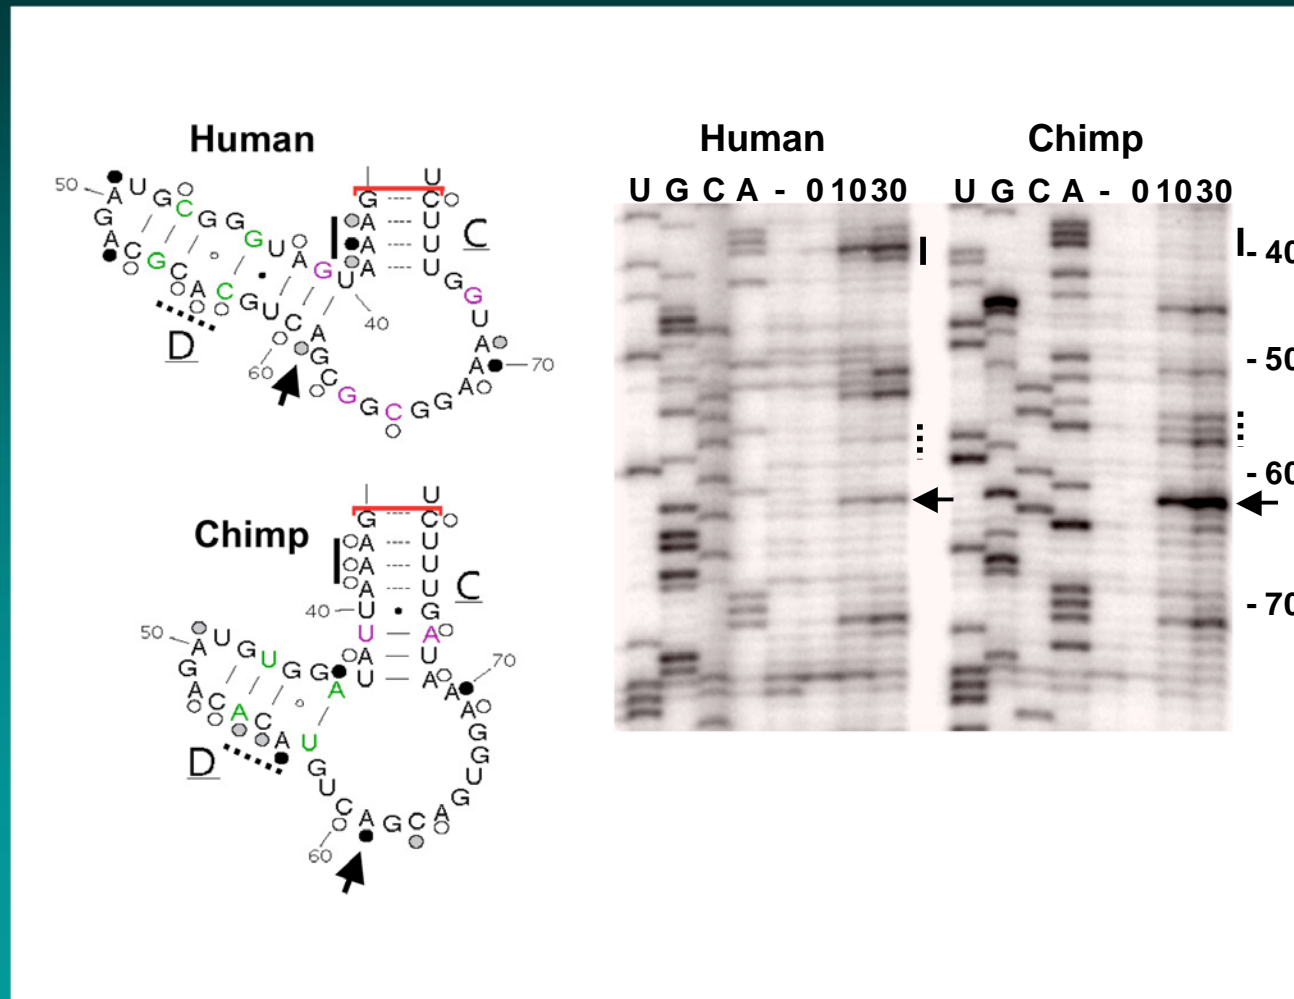 Human
Human
Chimp
U G C A - 0 10 30
U G C A - 0 10 30
50
A U G C G G G U A G U
A A A G
U C U U U G G U A A A
C
G A C G C A C G U C A G C G G C G G
D
40
60
70
- 40
- 50
- 60
- 70
Chimp
G A A A U U A U
U C U U U G A U A A A
C
40
50
A U G U G G A
G A C A C A U G U C A G C A G U G G
D
60
70